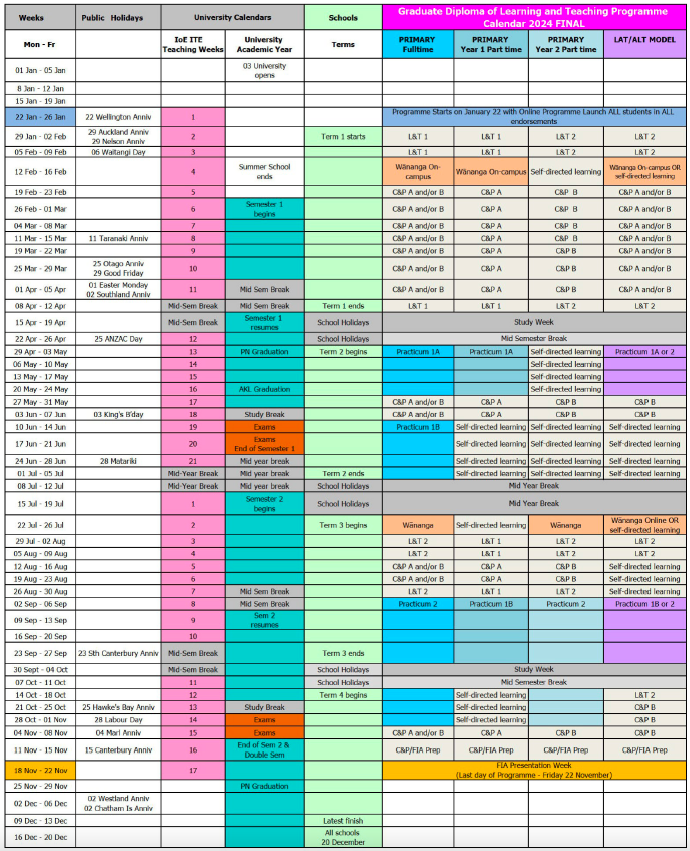 Weeks Public Holidays University Calendars Schools Graduate Diploma of Learning and Teaching Programme
Calendar 2024 FINAL
Mon - Fr IoE ITE Teaching Weeks University Academic Year Terms PRIMARY Fulltime PRIMARY Year 1 Part time PRIMARY Year 2 Part time LAT/ALT MODEL
01 Jan - 05 Jan 03 University opens
8 Jan - 12 Jan
15 Jan - 19 Jan
22 Jan - 26 Jan 22 Wellington Anniv 1 Programme Starts on January 22 with Online Programme Launch ALL students in ALL endorsements
29 Jan - 02 Feb 29 Auckland Anniv 29 Nelson Anniv 2 Term 1 starts L&T 1 L&T 1 L&T 2 L&T 2
05 Feb - 09 Feb 06 Waitangi Day 3 L&T 1 L&T 1 L&T 2 L&T 2
12 Feb - 16 Feb 4 Summer School ends Wānanga On-campus Wānanga On-campus Self-directed learning Wānanga On-campus OR self-directed learning
19 Feb - 23 Feb 5 C&P A and/or B C&P A C&P B C&P A and/or B
26 Feb - 01 Mar 6 Semester 1 begins C&P A and/or B C&P A C&P B C&P A and/or B
04 Mar - 08 Mar 7 C&P A and/or B C&P A C&P B C&P A and/or B
11 Mar - 15 Mar 11 Taranaki Anniv 8 C&P A and/or B C&P A C&P B C&P A and/or B
19 Mar - 22 Mar 9 C&P A and/or B C&P A C&P B C&P A and/or B
25 Mar - 29 Mar 25 Otago Anniv 29 Good Friday 10 C&P A and/or B C&P A C&P B C&P A and/or B
01 Apr - 05 Apr 01 Easter Monday 02 Southland Anniv 11 Mid Sem Break C&P A and/or B C&P A C&P B C&P A and/or B
08 Apr - 12 Apr Mid-Sem Break Mid Sem Break Term 1 ends L&T 1 L&T 1 L&T 2 L&T 2
15 Apr - 19 Apr Mid-Sem Break Semester 1 resumes School Holidays Study Week
22 Apr - 26 Apr 25 ANZAC Day 12 School Holidays Mid Semester Break
29 Apr - 03 May 13 PN Graduation Term 2 begins Practicum 1A Practicum 1A Self-directed learning Practicum 1A or 2
06 May - 10 May 14 Self-directed learning
13 May - 17 May 15 Self-directed learning
20 May - 24 May 16 AKL Graduation Self-directed learning
27 May - 31 May 17 C&P A and/or B C&P A C&P B C&P B
03 Jun - 07 Jun 03 King's B'day 18 Study Break C&P A and/or B C&P A C&P B C&P B
10 Jun - 14 Jun 19 Exams Practicum 1B Self-directed learning Self-directed learning Self-directed learning
17 Jun - 21 Jun 20 Exams End of Semester 1 Self-directed learning Self-directed learning Self-directed learning
24 Jun - 28 Jun 28 Matariki 21 Mid year break Self-directed learning Self-directed learning Self-directed learning
01 Jul - 05 Jul Mid-Year Break Mid year break Term 2 ends Self-directed learning Self-directed learning Self-directed learning
08 Jul - 12 Jul Mid-Year Break Mid year break School Holidays Mid Year Break
15 Jul - 19 Jul 1 Semester 2 begins School Holidays Mid Year Break
22 Jul - 26 Jul 2 Term 3 begins Wānanga Self-directed learning Wānanga Wānanga Online OR self-directed learning
29 Jul - 02 Aug 3 L&T 2 L&T 1 L&T 2 L&T 2
05 Aug - 09 Aug 4 L&T 2 L&T 1 L&T 2 L&T 2
12 Aug - 16 Aug 5 C&P A and/or B C&P A C&P B Self-directed learning
19 Aug - 23 Aug 6 C&P A and/or B C&P A C&P B Self-directed learning
26 Aug - 30 Aug 7 Mid Sem Break L&T 2 L&T 1 L&T 2 Self-directed learning
02 Sep - 06 Sep 8 Mid Sem Break Practicum 2 Practicum 1B Practicum 2 Practicum 1B or 2
09 Sep - 13 Sep 9 Sem 2 resumes
16 Sep - 20 Sep 10
23 Sep - 27 Sep 23 Sth Canterbury Anniv Mid-Sem Break Term 3 ends
30 Sept - 04 Oct Mid-Sem Break School Holidays Study Week
07 Oct - 11 Oct 11 School Holidays Mid Semester Break
14 Oct - 18 Oct 12 Term 4 begins Self-directed learning L&T 2
21 Oct - 25 Oct 25 Hawke's Bay Anniv 13 Study Break Self-directed learning C&P B
28 Oct - 01 Nov 28 Labour Day 14 Exams Self-directed learning C&P B
04 Nov - 08 Nov 04 Marl Anniv 15 Exams C&P A and/or B C&P A C&P B C&P B
11 Nov - 15 Nov 15 Canterbury Anniv 16 End of Sem 2 & Double Sem C&P/FIA Prep C&P/FIA Prep C&P/FIA Prep C&P/FIA Prep
18 Nov - 22 Nov 17 FIA Presentation Week
(Last day of Programme - Friday 22 November)
25 Nov - 29 Nov PN Graduation
02 Dec - 06 Dec 02 Westland Anniv 02 Chatham Is Anniv
09 Dec - 13 Dec Latest finish
16 Dec - 20 Dec All schools 20 December